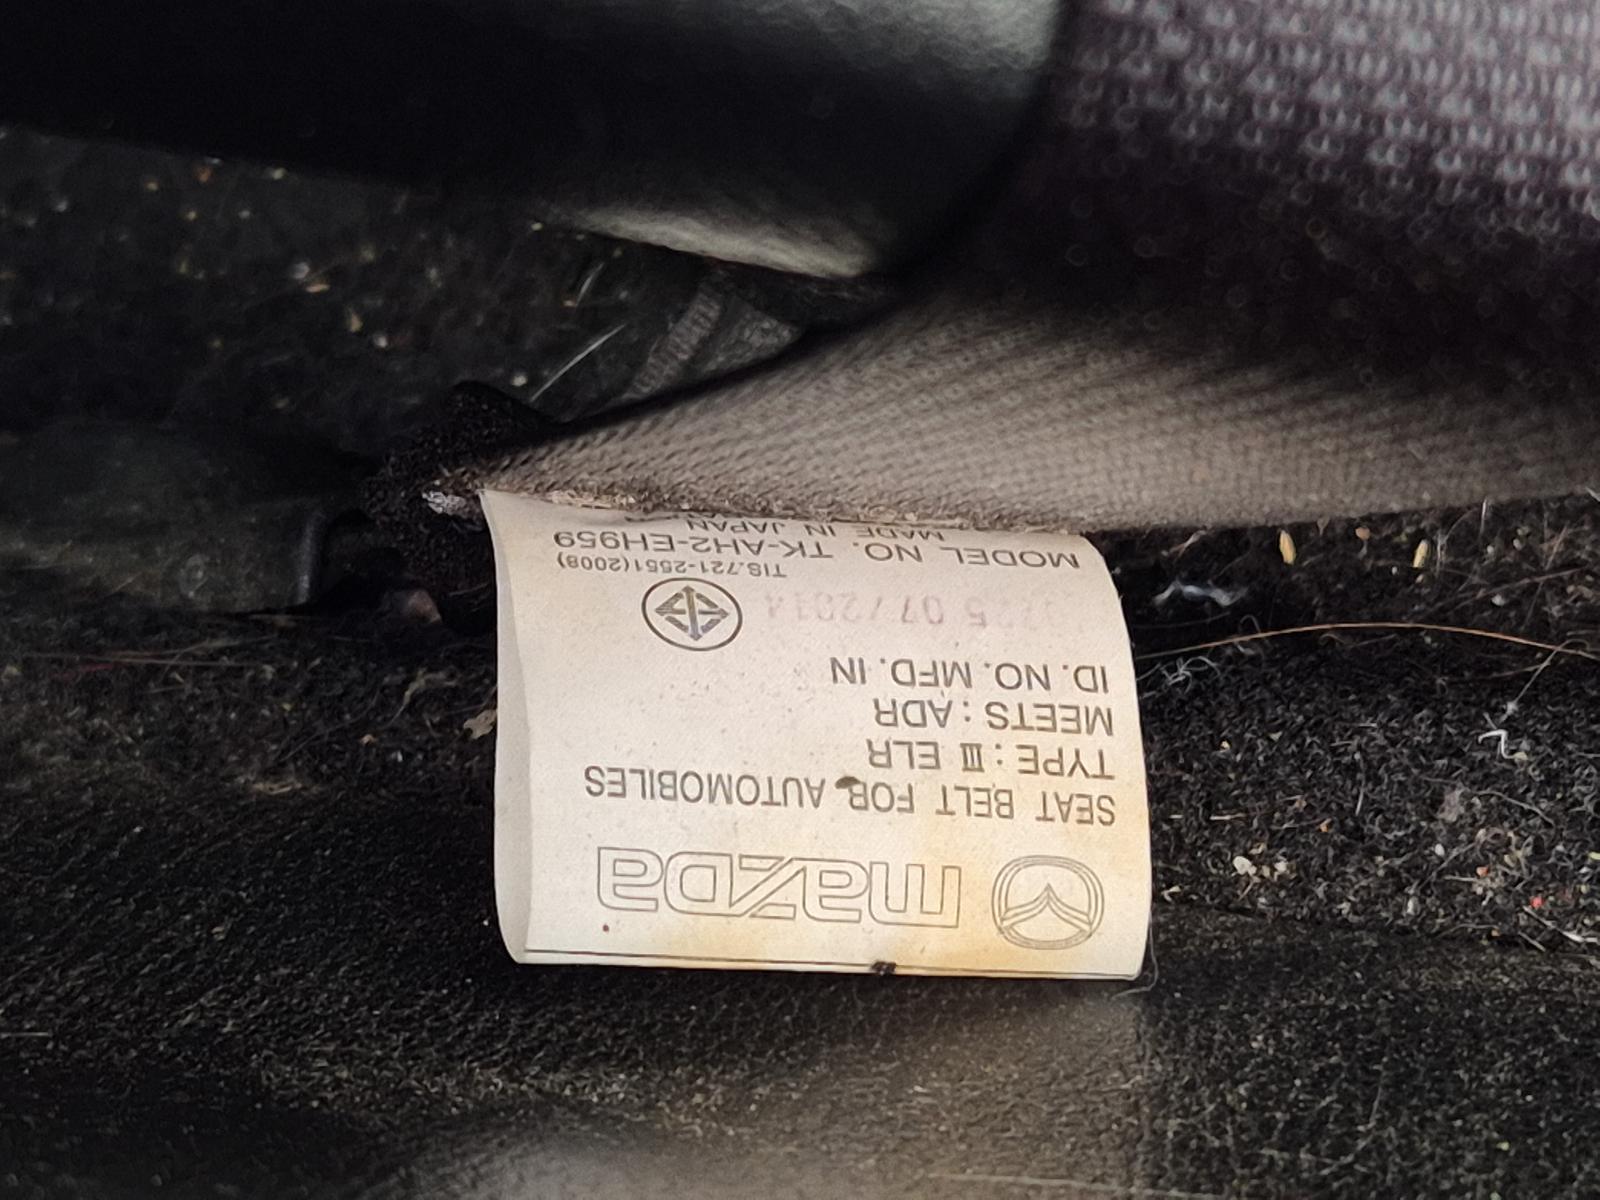 mazda
SEAT BELT FOR AUTOMOBILES
TYPE : III ELR
MEETS : ADR
ID. NO. MFD. IN
07/2014
TIS.721-2551(2008)
MODEL NO. TK-AH2-EH959
MADE IN JAPAN